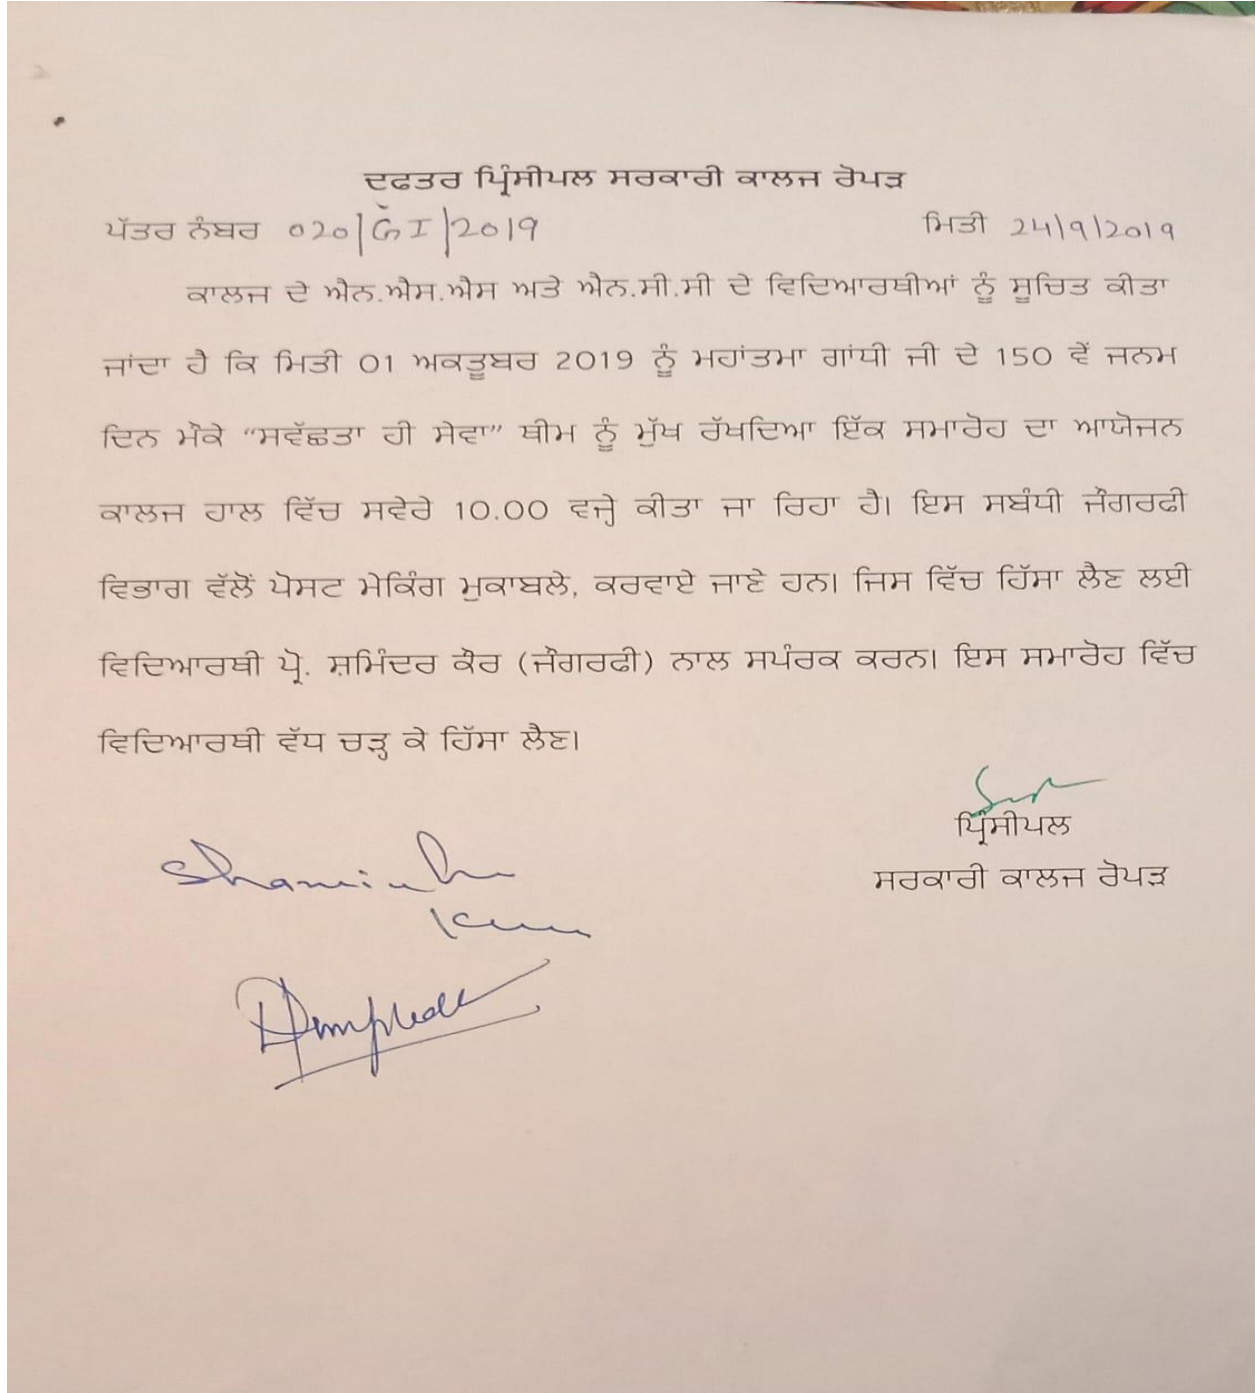 ਦਫਤਰ ਪ੍ਰਿੰਸੀਪਲ ਸਰਕਾਰੀ ਕਾਲਜ ਰੋਪੜ
ਪੱਤਰ ਨੰਬਰ 020/GI/2019 ਮਿਤੀ 24/9/2019
ਕਾਲਜ ਦੇ ਐਨ.ਐਸ.ਐਸ ਅਤੇ ਐਨ.ਸੀ.ਸੀ ਦੇ ਵਿਦਿਆਰਥੀਆਂ ਨੂੰ ਸੂਚਿਤ ਕੀਤਾ
ਜਾਂਦਾ ਹੈ ਕਿ ਮਿਤੀ 01 ਅਕਤੂਬਰ 2019 ਨੂੰ ਮਹਾਂਤਮਾ ਗਾਂਧੀ ਜੀ ਦੇ 150 ਵੇਂ ਜਨਮ
ਦਿਨ ਮੌਕੇ “ਸਵੱਛਤਾ ਹੀ ਸੇਵਾ” ਥੀਮ ਨੂੰ ਮੁੱਖ ਰੱਖਦਿਆ ਇੱਕ ਸਮਾਰੋਹ ਦਾ ਆਯੋਜਨ
ਕਾਲਜ ਹਾਲ ਵਿੱਚ ਸਵੇਰੇ 10.00 ਵਜ੍ਹੇ ਕੀਤਾ ਜਾ ਰਿਹਾ ਹੈ। ਇਸ ਸਬੰਧੀ ਜੌਗਰਫੀ
ਵਿਭਾਗ ਵੱਲੋਂ ਪੋਸਟ ਮੇਕਿੰਗ ਮੁਕਾਬਲੇ, ਕਰਵਾਏ ਜਾਣੇ ਹਨ। ਜਿਸ ਵਿੱਚ ਹਿੱਸਾ ਲੈਣ ਲਈ
ਵਿਦਿਆਰਥੀ ਪ੍ਰੋ. ਸ਼ਮਿੰਦਰ ਕੌਰ (ਜੌਗਰਫੀ) ਨਾਲ ਸਪੰਰਕ ਕਰਨ। ਇਸ ਸਮਾਰੋਹ ਵਿੱਚ
ਵਿਦਿਆਰਥੀ ਵੱਧ ਚੜ੍ਹ ਕੇ ਹਿੱਸਾ ਲੈਣ।
ਪ੍ਰਿੰਸੀਪਲ
ਸਰਕਾਰੀ ਕਾਲਜ ਰੋਪੜ